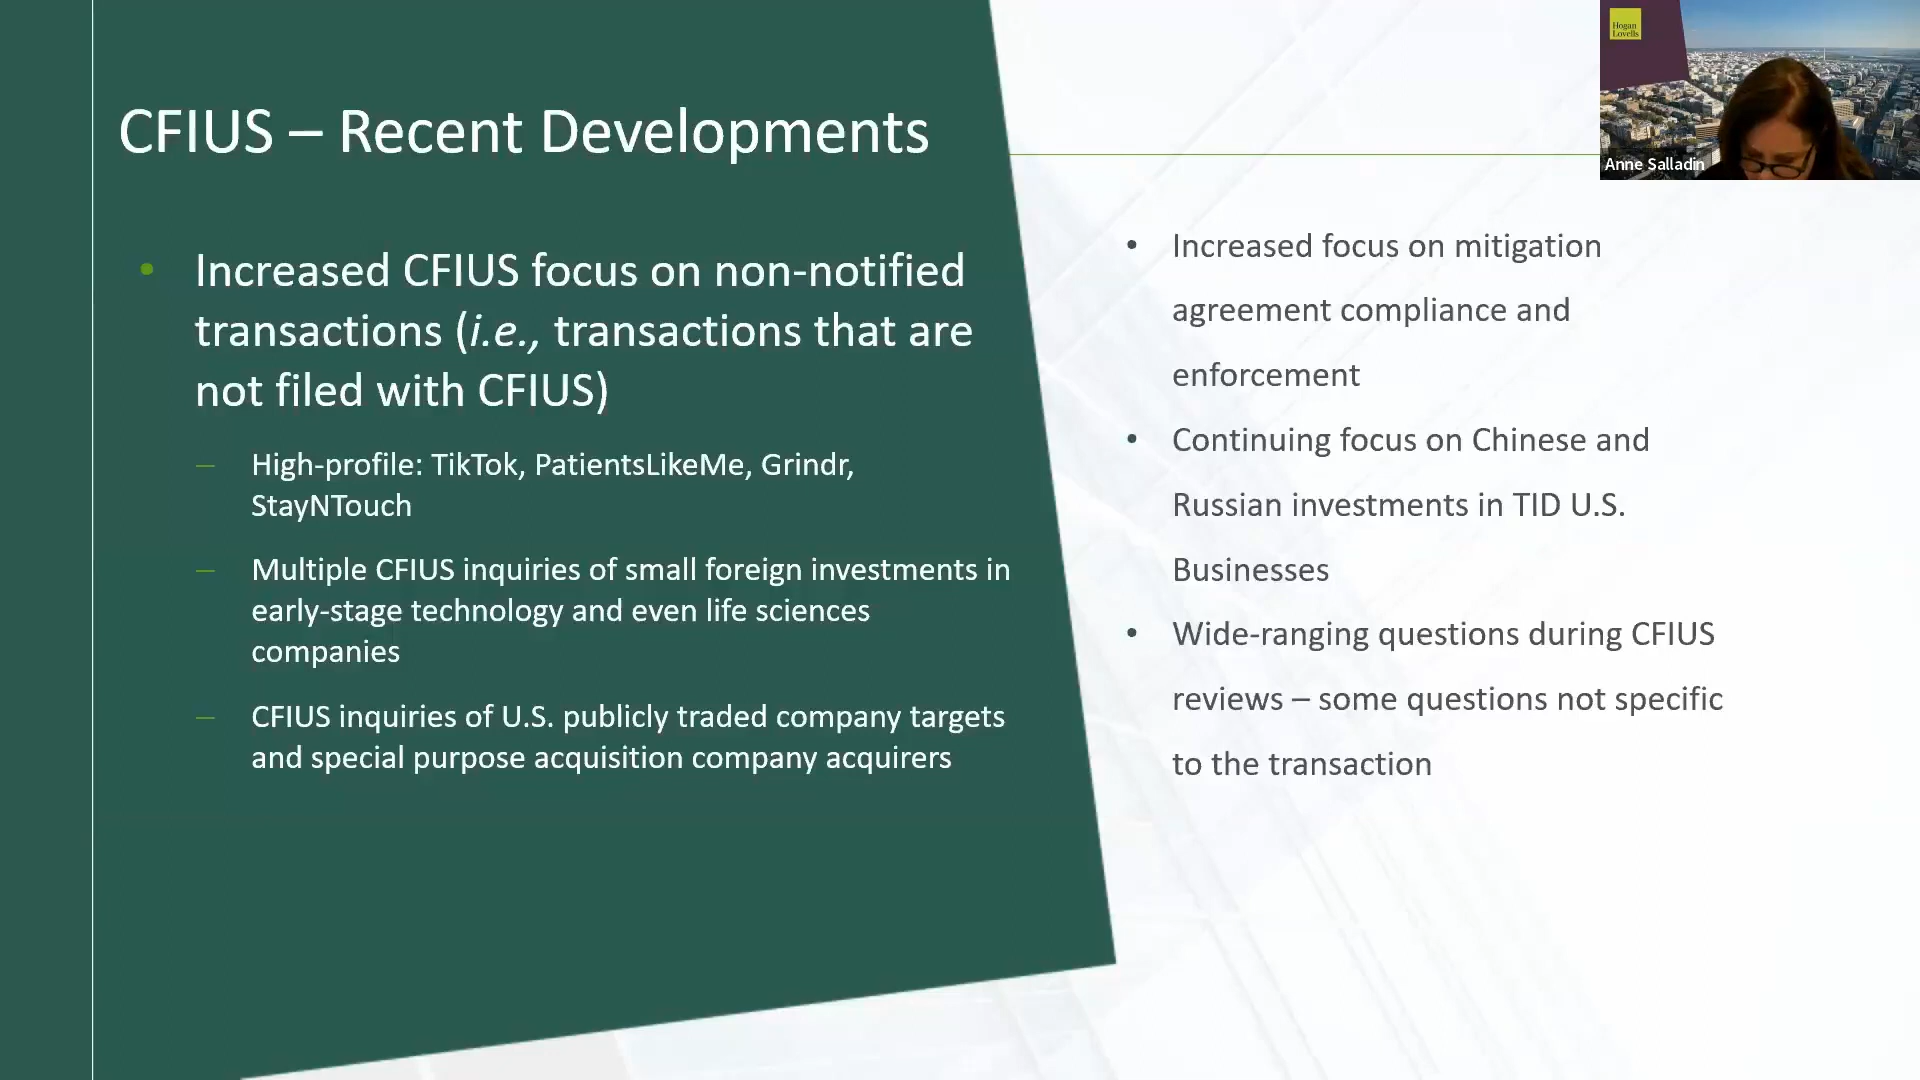 CFIUS – Recent Developments
• Increased CFIUS focus on non-notified
transactions (i.e., transactions that are
not filed with CFIUS)
– High-profile: TikTok, PatientsLikeMe, Grindr,
StayNTouch
– Multiple CFIUS inquiries of small foreign investments in
early-stage technology and even life sciences
companies
– CFIUS inquiries of U.S. publicly traded company targets
and special purpose acquisition company acquirers
• Increased focus on mitigation
agreement compliance and
enforcement
• Continuing focus on Chinese and
Russian investments in TID U.S.
Businesses
• Wide-ranging questions during CFIUS
reviews – some questions not specific
to the transaction
Hogan
Lovells
Anne Salladin